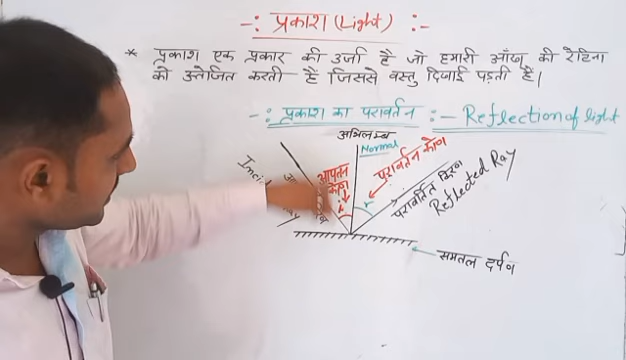 -: प्रकाश (Light) :-
* प्रकाश एक प्रकार की उर्जा है जो हमारी आँख की रेटिना
को उत्तेजित करती हैं जिससे वस्तु दिखाई पड़ती हैं।
-: प्रकाश का परावर्तन :- Reflection of light
अभिलम्ब
Normal
आपतन
कोण
i
r
परावर्तन कोण
परावर्तित किरण
Reflected Ray
समतल दर्पण